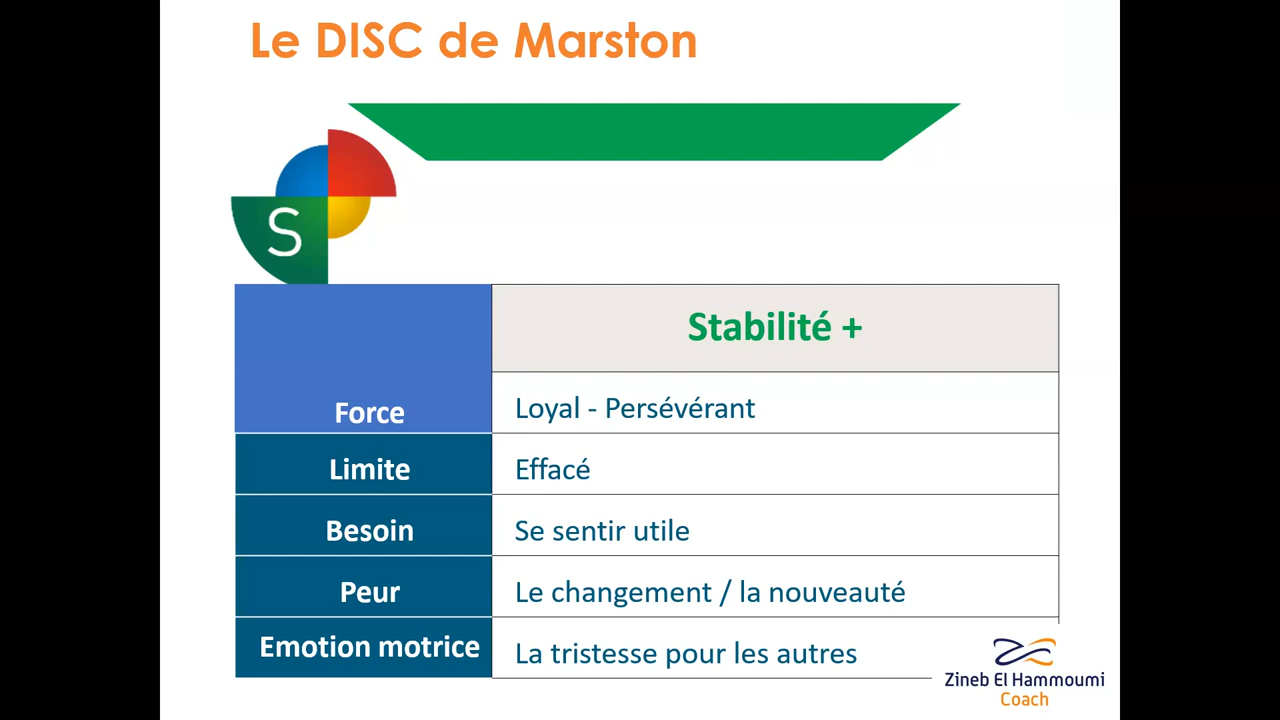 Le DISC de Marston
S
Stabilité +
Force
Loyal - Persévérant
Limite
Effacé
Besoin
Se sentir utile
Peur
Le changement / la nouveauté
Emotion motrice
La tristesse pour les autres
Zineb El Hammoumi
Coach